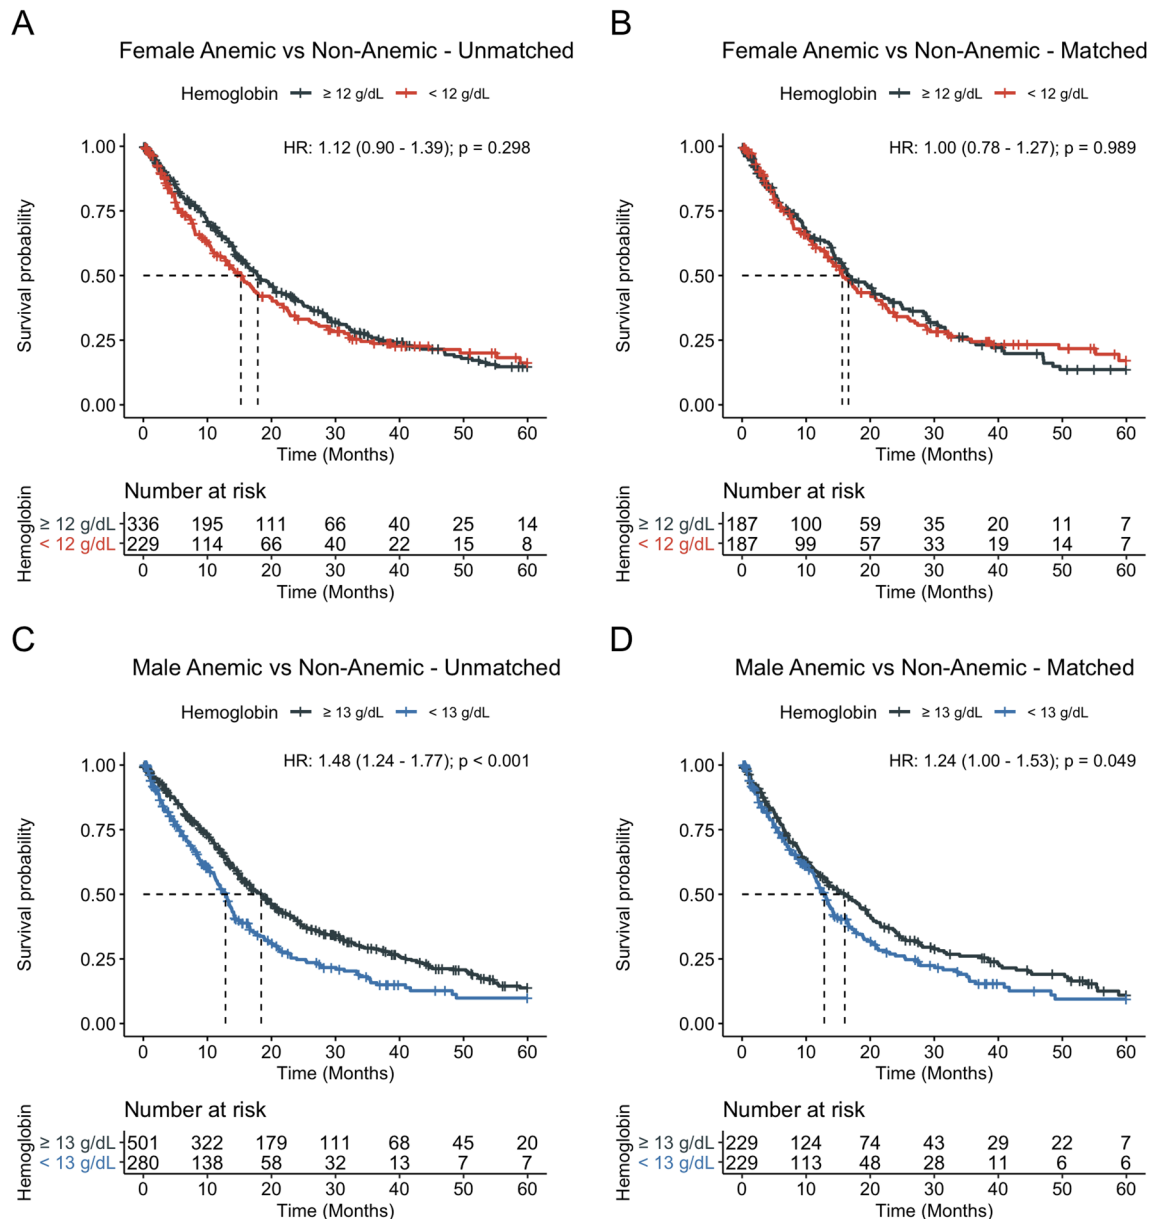 A
Female Anemic vs Non-Anemic - Unmatched
Hemoglobin ≥ 12 g/dL < 12 g/dL
HR: 1.12 (0.90 - 1.39); p = 0.298
Survival probability
1.00
0.75
0.50
0.25
0.00
0 10 20 30 40 50 60
Time (Months)
Number at risk
Hemoglobin
≥ 12 g/dL 336 195 111 66 40 25 14
< 12 g/dL 229 114 66 40 22 15 8
0 10 20 30 40 50 60
Time (Months)
B
Female Anemic vs Non-Anemic - Matched
Hemoglobin ≥ 12 g/dL < 12 g/dL
HR: 1.00 (0.78 - 1.27); p = 0.989
Survival probability
1.00
0.75
0.50
0.25
0.00
0 10 20 30 40 50 60
Time (Months)
Number at risk
Hemoglobin
≥ 12 g/dL 187 100 59 35 20 11 7
< 12 g/dL 187 99 57 33 19 14 7
0 10 20 30 40 50 60
Time (Months)
C
Male Anemic vs Non-Anemic - Unmatched
Hemoglobin ≥ 13 g/dL < 13 g/dL
HR: 1.48 (1.24 - 1.77); p < 0.001
Survival probability
1.00
0.75
0.50
0.25
0.00
0 10 20 30 40 50 60
Time (Months)
Number at risk
Hemoglobin
≥ 13 g/dL 501 322 179 111 68 45 20
< 13 g/dL 280 138 58 32 13 7 7
0 10 20 30 40 50 60
Time (Months)
D
Male Anemic vs Non-Anemic - Matched
Hemoglobin ≥ 13 g/dL < 13 g/dL
HR: 1.24 (1.00 - 1.53); p = 0.049
Survival probability
1.00
0.75
0.50
0.25
0.00
0 10 20 30 40 50 60
Time (Months)
Number at risk
Hemoglobin
≥ 13 g/dL 229 124 74 43 29 22 7
< 13 g/dL 229 113 48 28 11 6 6
0 10 20 30 40 50 60
Time (Months)